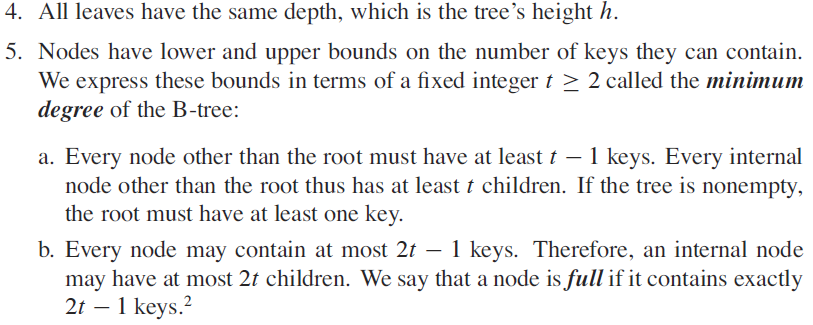 4. All leaves have the same depth, which is the tree's height h.
5. Nodes have lower and upper bounds on the number of keys they can contain.
We express these bounds in terms of a fixed integer t ≥ 2 called the minimum
degree of the B-tree:
a. Every node other than the root must have at least t − 1 keys. Every internal
node other than the root thus has at least t children. If the tree is nonempty,
the root must have at least one key.
b. Every node may contain at most 2t − 1 keys. Therefore, an internal node
may have at most 2t children. We say that a node is full if it contains exactly
2t − 1 keys.²